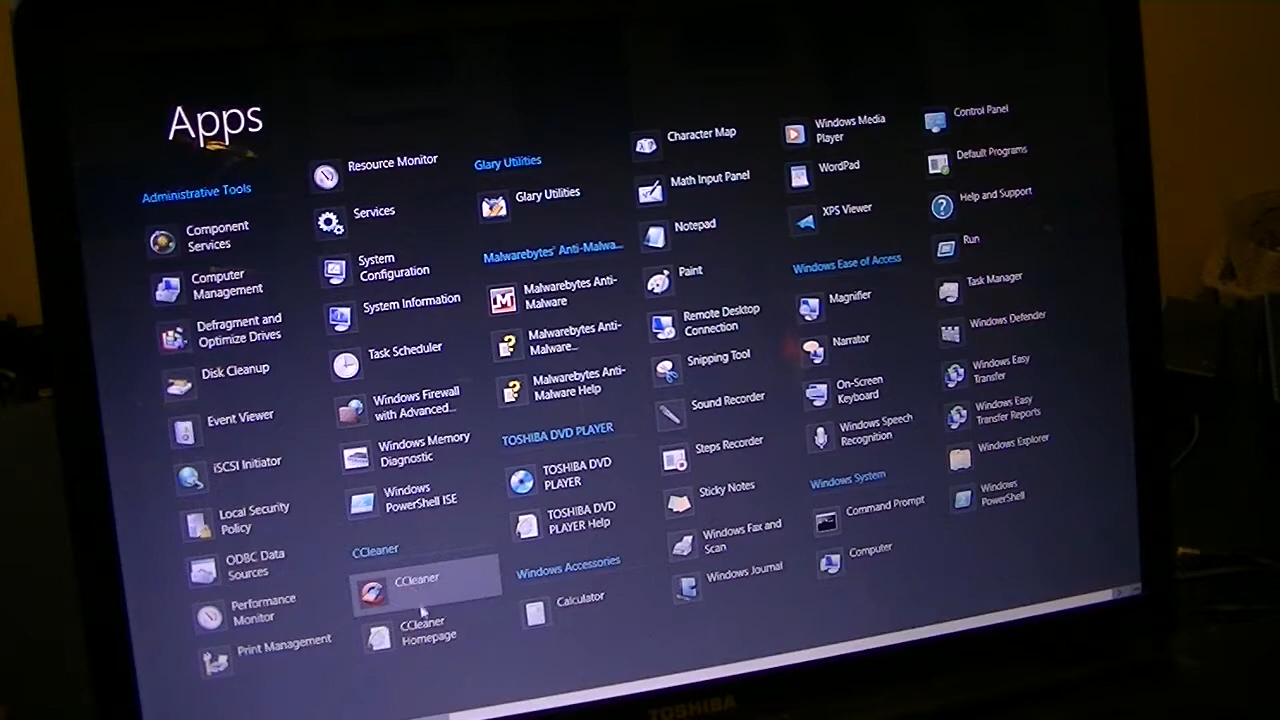 Apps
Administrative Tools
Component
Services
Computer
Management
Defragment and
Optimize Drives
Disk Cleanup
Event Viewer
iSCSI Initiator
Local Security
Policy
ODBC Data
Sources
Performance
Monitor
Print Management
Resource Monitor
Services
System
Configuration
System Information
Task Scheduler
Windows Firewall
with Advanced...
Windows Memory
Diagnostic
Windows
PowerShell ISE
CCleaner
CCleaner
CCleaner
Homepage
Glary Utilities
Glary Utilities
Malwarebytes' Anti-Malwa...
Malwarebytes Anti-
Malware
Malwarebytes Anti-
Malware...
Malwarebytes Anti-
Malware Help
TOSHIBA DVD PLAYER
TOSHIBA DVD
PLAYER
TOSHIBA DVD
PLAYER Help
Windows Accessories
Calculator
Character Map
Math Input Panel
Notepad
Paint
Remote Desktop
Connection
Snipping Tool
Sound Recorder
Steps Recorder
Sticky Notes
Windows Fax and
Scan
Windows Journal
Windows Media
Player
WordPad
XPS Viewer
Windows Ease of Access
Magnifier
Narrator
On-Screen
Keyboard
Windows Speech
Recognition
Windows System
Command Prompt
Computer
Control Panel
Default Programs
Help and Support
Run
Task Manager
Windows Defender
Windows Easy
Transfer
Windows Easy
Transfer Reports
Windows Explorer
Windows
PowerShell
TOSHIBA